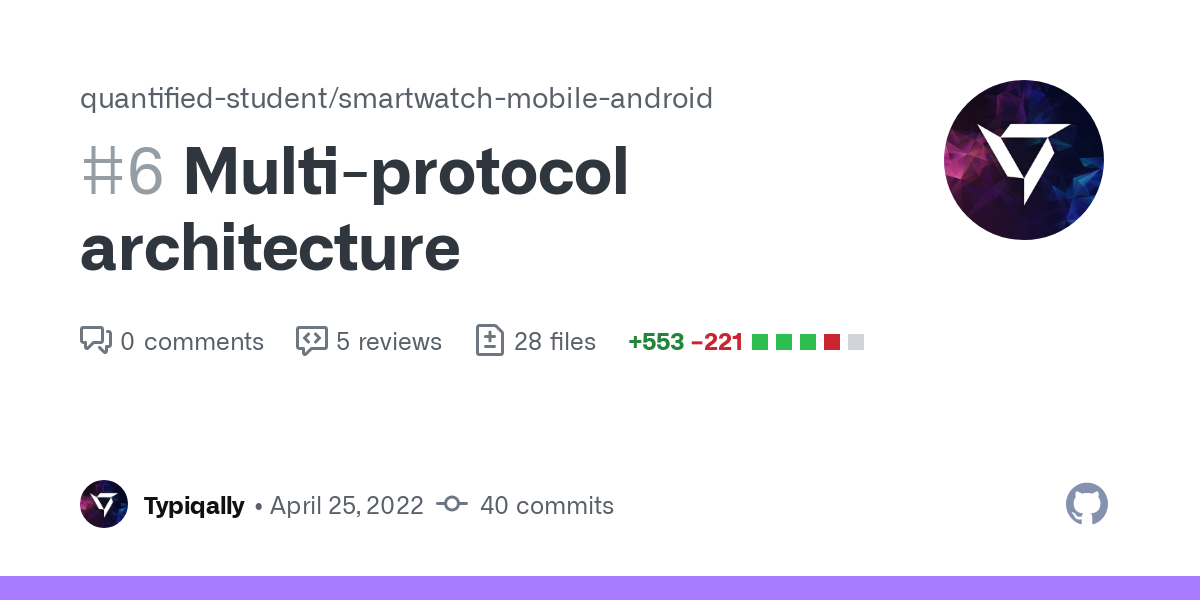 quantified-student/smartwatch-mobile-android
#6 Multi-protocol
architecture
0 comments 5 reviews 28 files +553 −221
Typiqally • April 25, 2022 40 commits